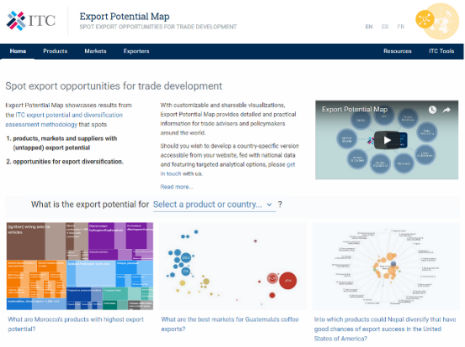 ITC
Export Potential Map
SPOT EXPORT OPPORTUNITIES FOR TRADE DEVELOPMENT
EN ES FR
Home Products Markets Exporters Resources ITC Tools
Spot export opportunities for trade development
Export Potential Map showcases results from
the ITC export potential and diversification
assessment methodology that spots
1. products, markets and suppliers with
(untapped) export potential
2. opportunities for export diversification.
With customizable and shareable visualizations,
Export Potential Map provides detailed and practical
information for trade advisers and policymakers
around the world.
Should you wish to develop a country-specific version
accessible from your website, fed with national data
and featuring targeted analytical options, please get
in touch with us.
Read more...
Export Potential Map
What is the export potential for Select a product or country... ?
What are Morocco's products with highest export
potential?
What are the best markets for Guatemala's coffee
exports?
Into which products could Nepal diversify that have
good chances of export success in the United
States of America?